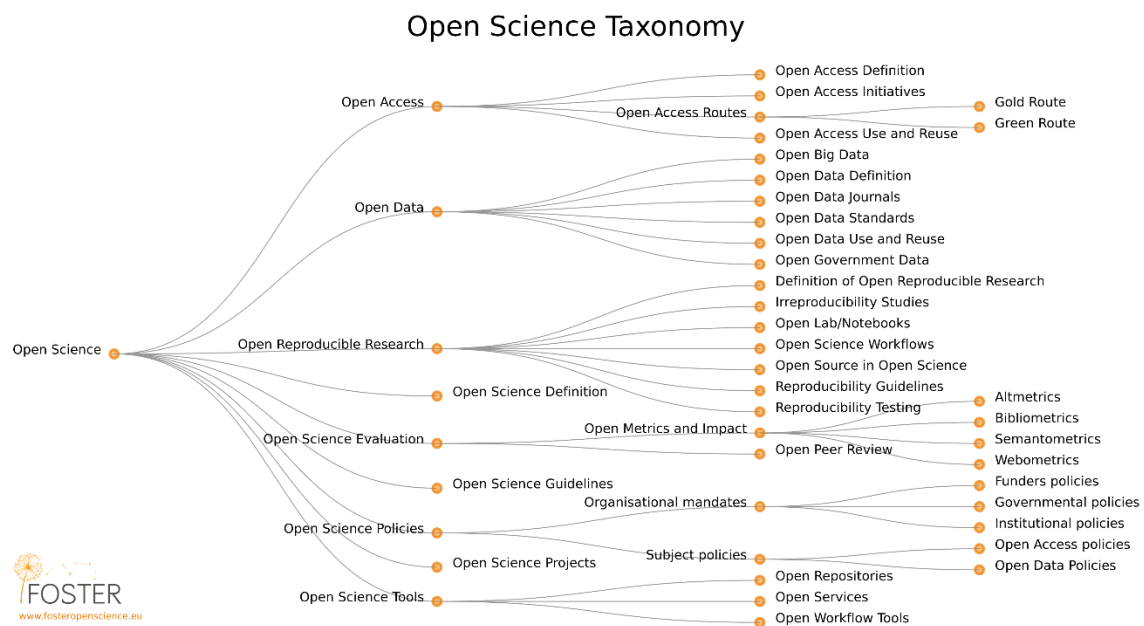 Open Science Taxonomy
Open Science
Open Access
Open Access Definition
Open Access Initiatives
Open Access Routes
Gold Route
Green Route
Open Access Use and Reuse
Open Data
Open Big Data
Open Data Definition
Open Data Journals
Open Data Standards
Open Data Use and Reuse
Open Government Data
Open Reproducible Research
Definition of Open Reproducible Research
Irreproducibility Studies
Open Lab/Notebooks
Open Science Workflows
Open Source in Open Science
Reproducibility Guidelines
Reproducibility Testing
Open Science Definition
Open Science Evaluation
Open Metrics and Impact
Altmetrics
Bibliometrics
Semantometrics
Webometrics
Open Peer Review
Open Science Guidelines
Open Science Policies
Organisational mandates
Funders policies
Governmental policies
Institutional policies
Subject policies
Open Access policies
Open Data Policies
Open Science Projects
Open Science Tools
Open Repositories
Open Services
Open Workflow Tools
FOSTER
www.fosteropenscience.eu